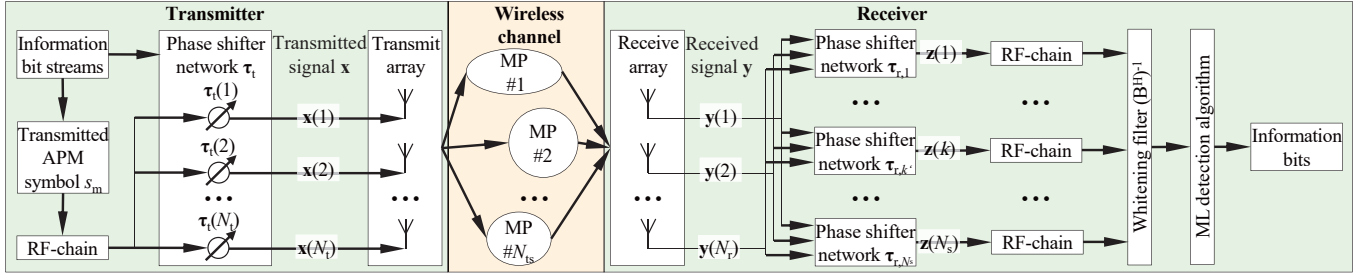 Transmitter
Information
bit streams
Transmitted
APM
symbol sₘ
RF-chain
Phase shifter
network τₜ
τₜ(1)
τₜ(2)
...
τₜ(Nₜ)
Transmitted
signal x
x(1)
x(2)
...
x(Nₜ)
Transmit
array
...
Wireless
channel
MP
#1
MP
#2
...
MP
#Nₜₛ
Receiver
Receive
array
...
Received
signal y
y(1)
y(2)
...
y(Nᵣ)
Phase shifter
network τᵣ,₁
z(1)
RF-chain
... ...
Phase shifter
network τᵣ,ₖ‘
z(k)
RF-chain
... ...
Phase shifter
network τᵣ,Nₛ
z(Nₛ)
RF-chain
Whitening filter (Bᴴ)⁻¹
ML detection algorithm
Information
bits